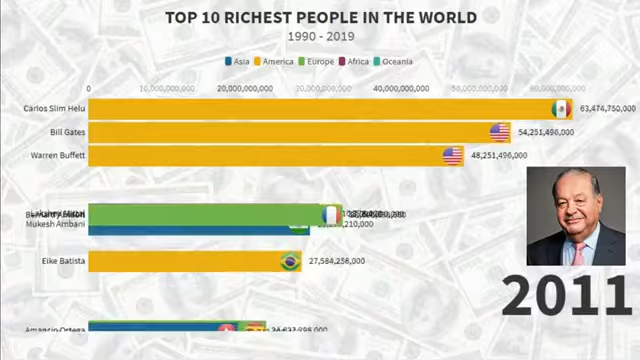 TOP 10 RICHEST PEOPLE IN THE WORLD
1990 - 2019
Asia America Europe Africa Oceania
0 10,000,000,000 20,000,000,000 30,000,000,000 40,000,000,000 50,000,000,000 60,000,000,000
Carlos Slim Helu 63,474,750,000
Bill Gates 54,251,496,000
Warren Buffett 48,251,496,000
Mukesh Ambani
Eike Batista 27,584,258,000
2011